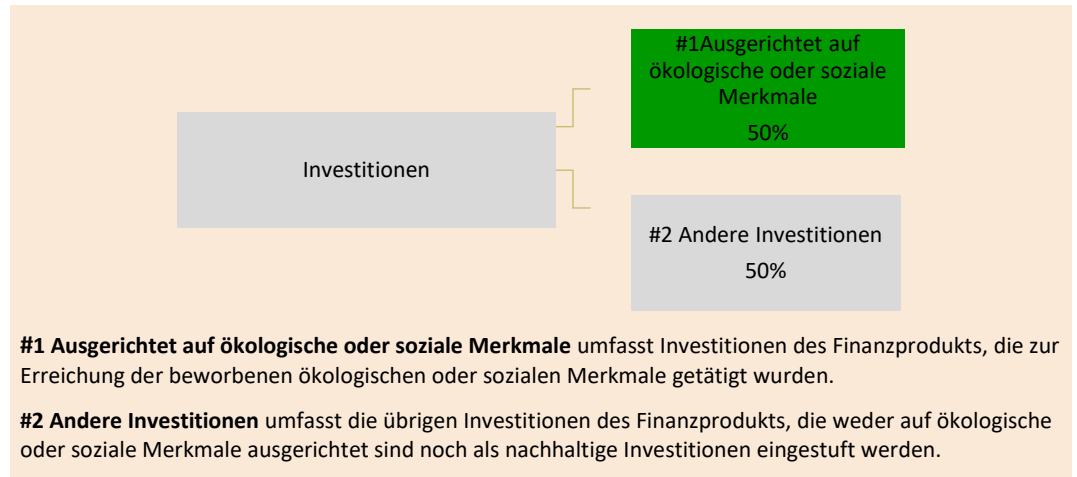 #1Ausgerichtet auf
ökologische oder soziale
Merkmale
50%
Investitionen
#2 Andere Investitionen
50%
#1 Ausgerichtet auf ökologische oder soziale Merkmale umfasst Investitionen des Finanzprodukts, die zur
Erreichung der beworbenen ökologischen oder sozialen Merkmale getätigt wurden.
#2 Andere Investitionen umfasst die übrigen Investitionen des Finanzprodukts, die weder auf ökologische
oder soziale Merkmale ausgerichtet sind noch als nachhaltige Investitionen eingestuft werden.